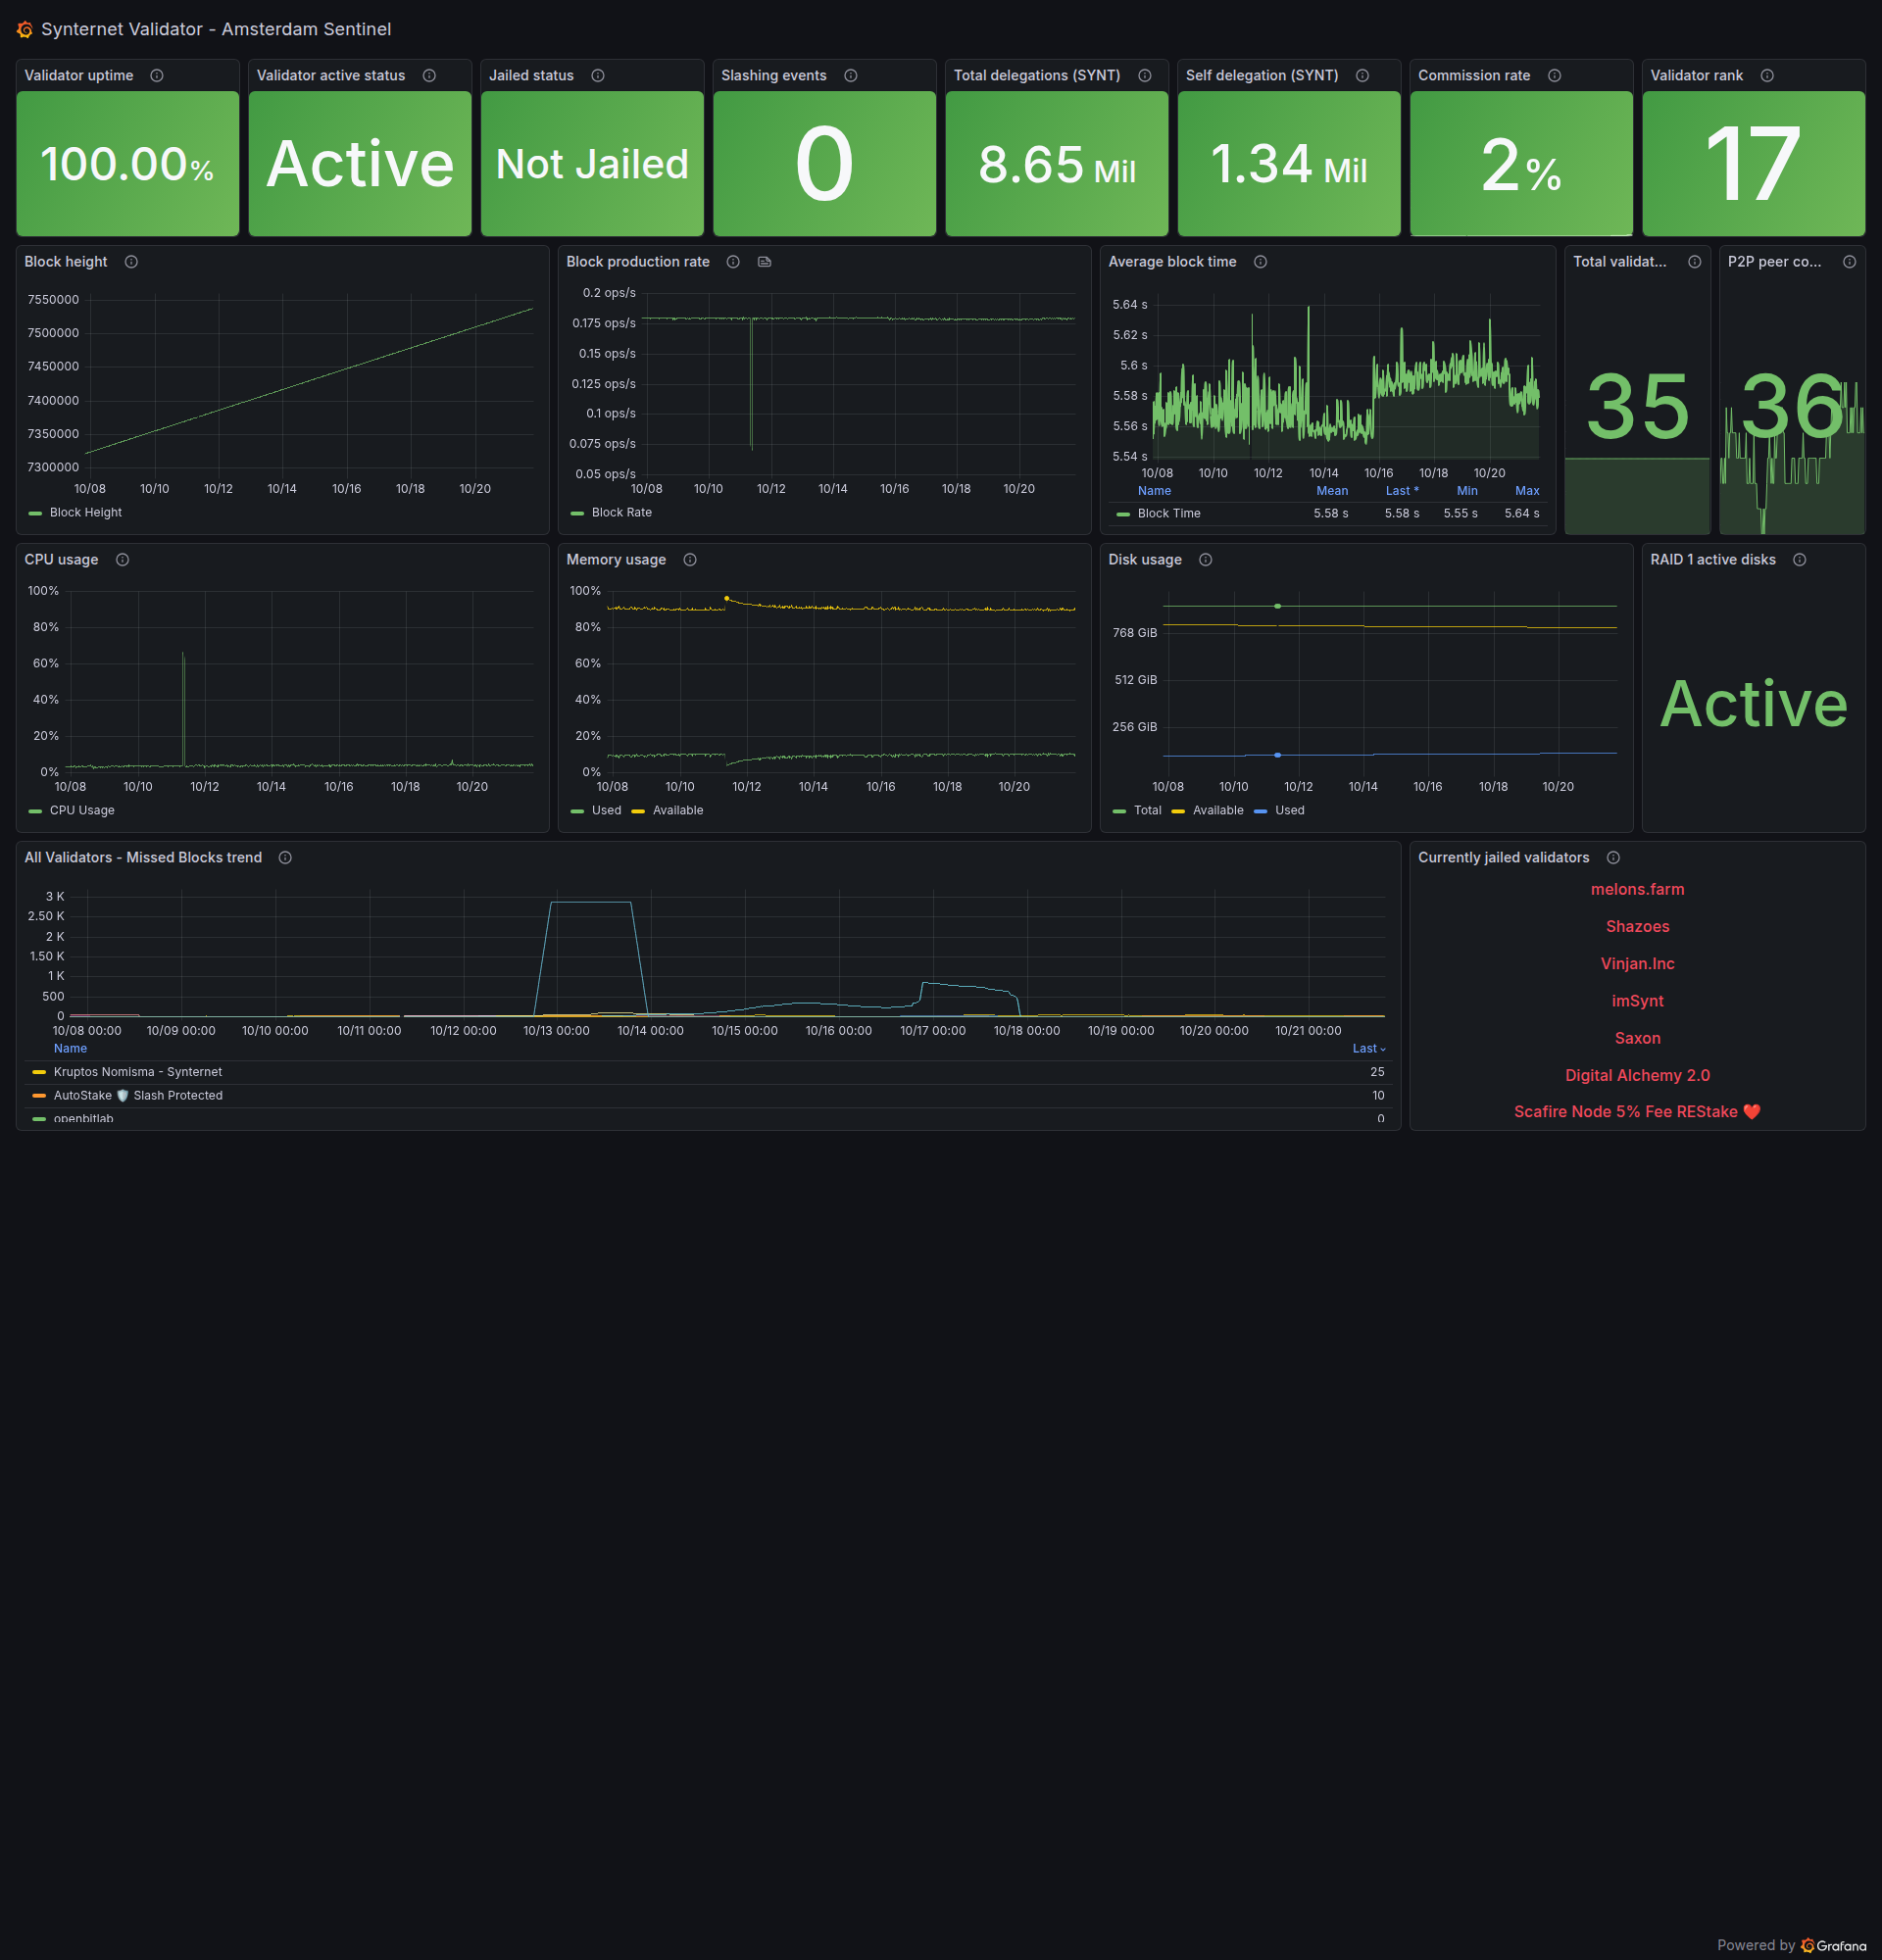 Synternet Validator - Amsterdam Sentinel
Validator uptime
100.00%
Validator active status
Active
Jailed status
Not Jailed
Slashing events
0
Total delegations (SYNT)
8.65 Mil
Self delegation (SYNT)
1.34 Mil
Commission rate
2%
Validator rank
17
Block height
7550000
7500000
7450000
7400000
7350000
7300000
10/08 10/10 10/12 10/14 10/16 10/18 10/20
Block Height
Block production rate
0.2 ops/s
0.175 ops/s
0.15 ops/s
0.125 ops/s
0.1 ops/s
0.075 ops/s
0.05 ops/s
10/08 10/10 10/12 10/14 10/16 10/18 10/20
Block Rate
Average block time
5.64 s
5.62 s
5.6 s
5.58 s
5.56 s
5.54 s
10/08 10/10 10/12 10/14 10/16 10/18 10/20
Name Mean Last * Min Max
Block Time 5.58 s 5.58 s 5.55 s 5.64 s
Total validat...
35
P2P peer co...
36
CPU usage
100%
80%
60%
40%
20%
0%
10/08 10/10 10/12 10/14 10/16 10/18 10/20
CPU Usage
Memory usage
100%
80%
60%
40%
20%
0%
10/08 10/10 10/12 10/14 10/16 10/18 10/20
Used Available
Disk usage
768 GiB
512 GiB
256 GiB
10/08 10/10 10/12 10/14 10/16 10/18 10/20
Total Available Used
RAID 1 active disks
Active
All Validators - Missed Blocks trend
3 K
2.50 K
2 K
1.50 K
1 K
500
0
10/08 00:00 10/09 00:00 10/10 00:00 10/11 00:00 10/12 00:00 10/13 00:00 10/14 00:00 10/15 00:00 10/16 00:00 10/17 00:00 10/18 00:00 10/19 00:00 10/20 00:00 10/21 00:00
Name Last
Kruptos Nomisma - Synternet 25
AutoStake 🛡️ Slash Protected 10
openbitlab 0
Currently jailed validators
melons.farm
Shazoes
Vinjan.Inc
imSynt
Saxon
Digital Alchemy 2.0
Scafire Node 5% Fee REStake ❤️
Powered by Grafana